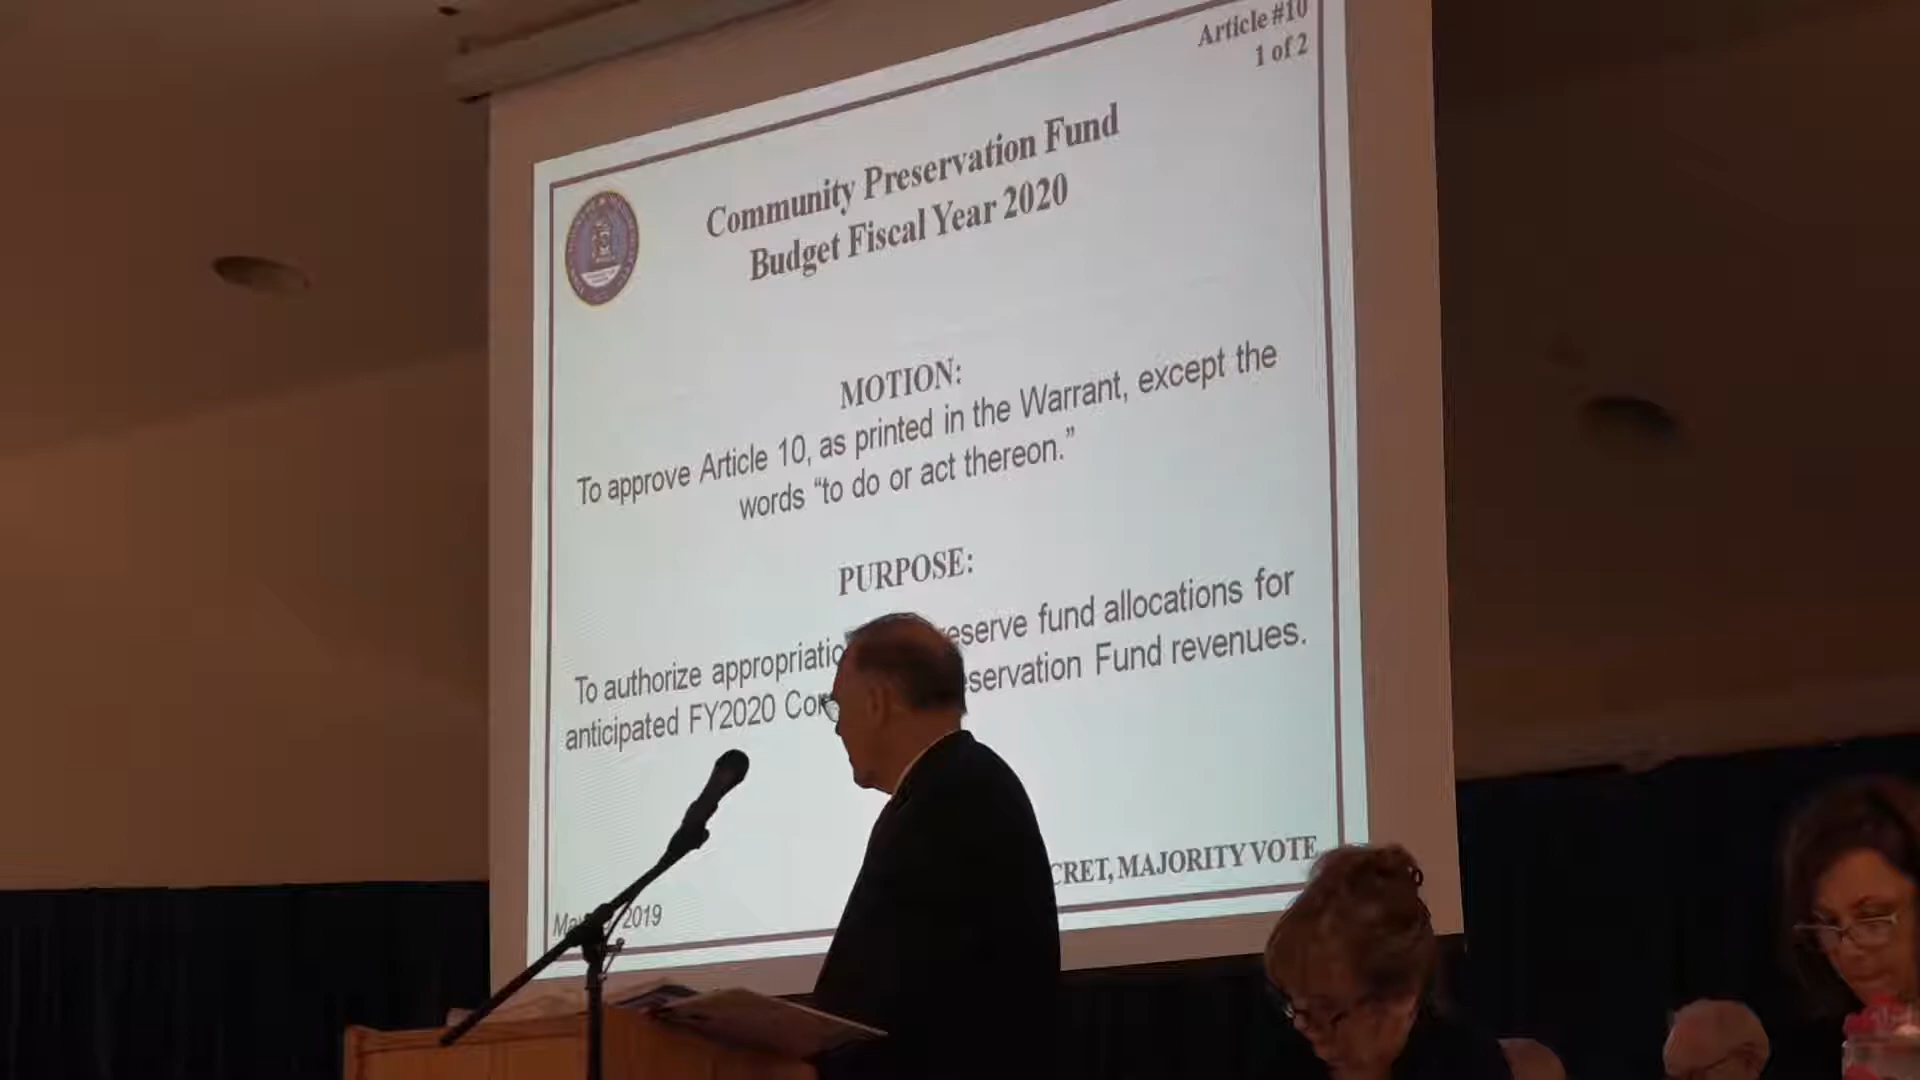 Article #10
1 of 2
Community Preservation Fund
Budget Fiscal Year 2020
MOTION:
To approve Article 10, as printed in the Warrant, except the
words “to do or act thereon.”
PURPOSE:
To authorize appropriatio eserve fund allocations for
anticipated FY2020 Com servation Fund revenues.
CRET, MAJORITY VOTE
2019